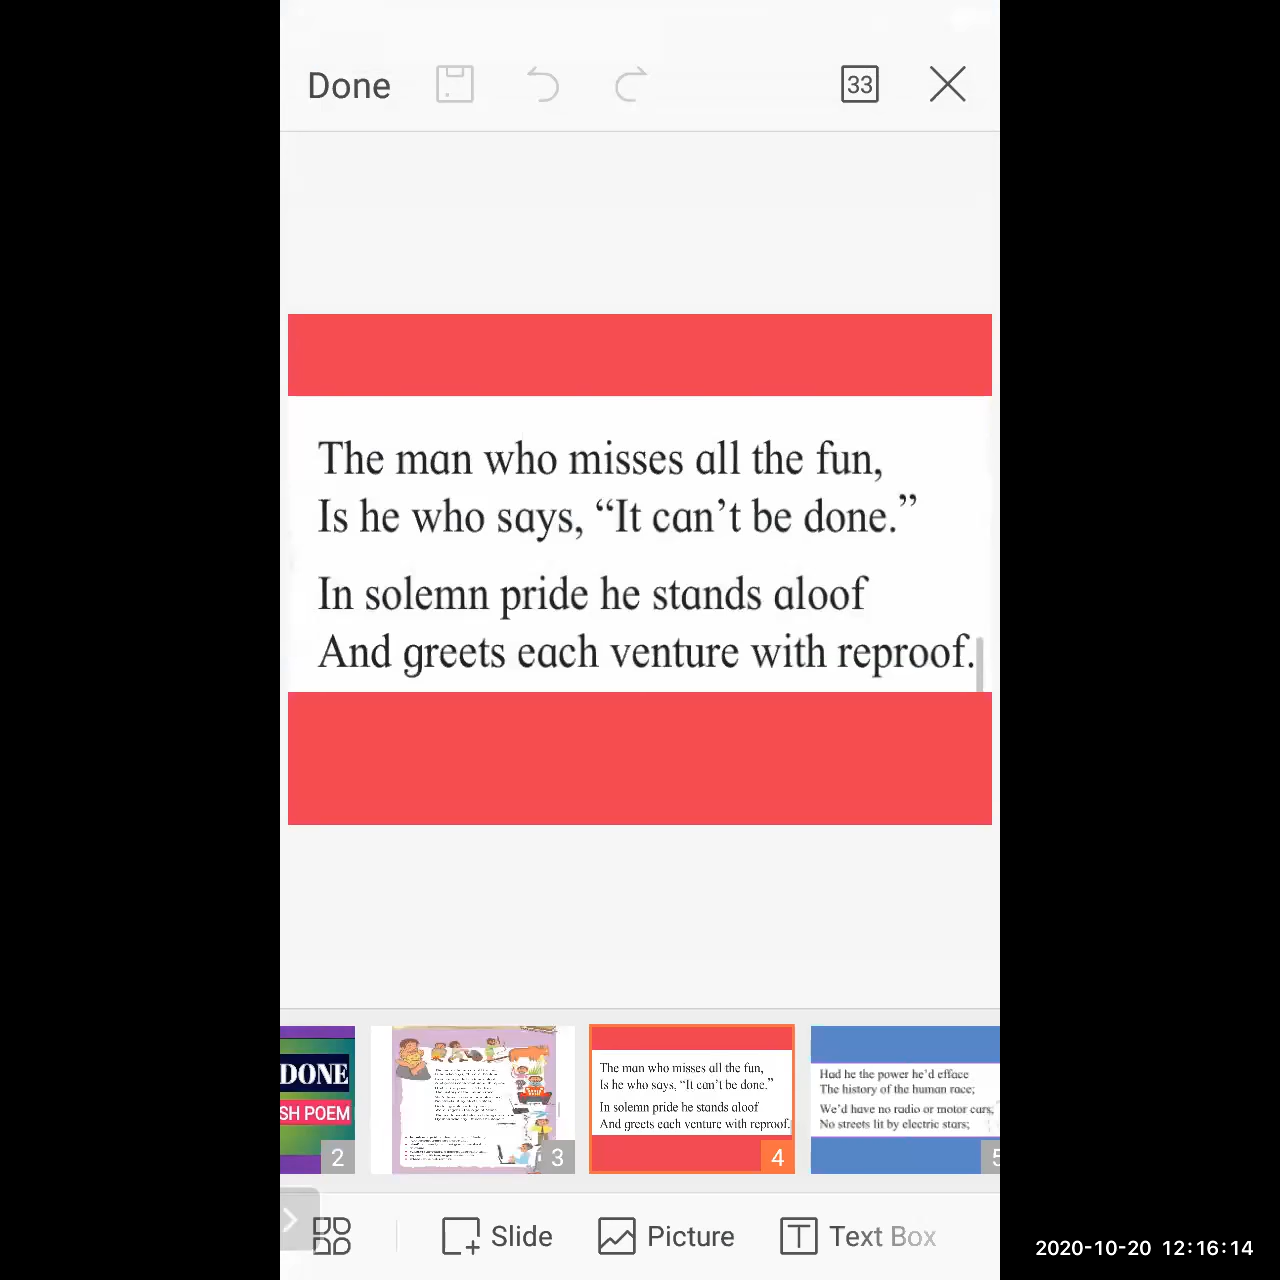 Done
33
The man who misses all the fun,
Is he who says, “It can’t be done.”
In solemn pride he stands aloof
And greets each venture with reproof.
DONE
SH POEM
2
3
The man who misses all the fun,
Is he who says, “It can’t be done.”
In solemn pride he stands aloof
And greets each venture with reproof.
4
Had he the power he’d efface
The history of the human race;
We’d have no radio or motor cars,
No streets lit by electric stars;
5
Slide
Picture
Text Box
2020-10-20 12:16:14